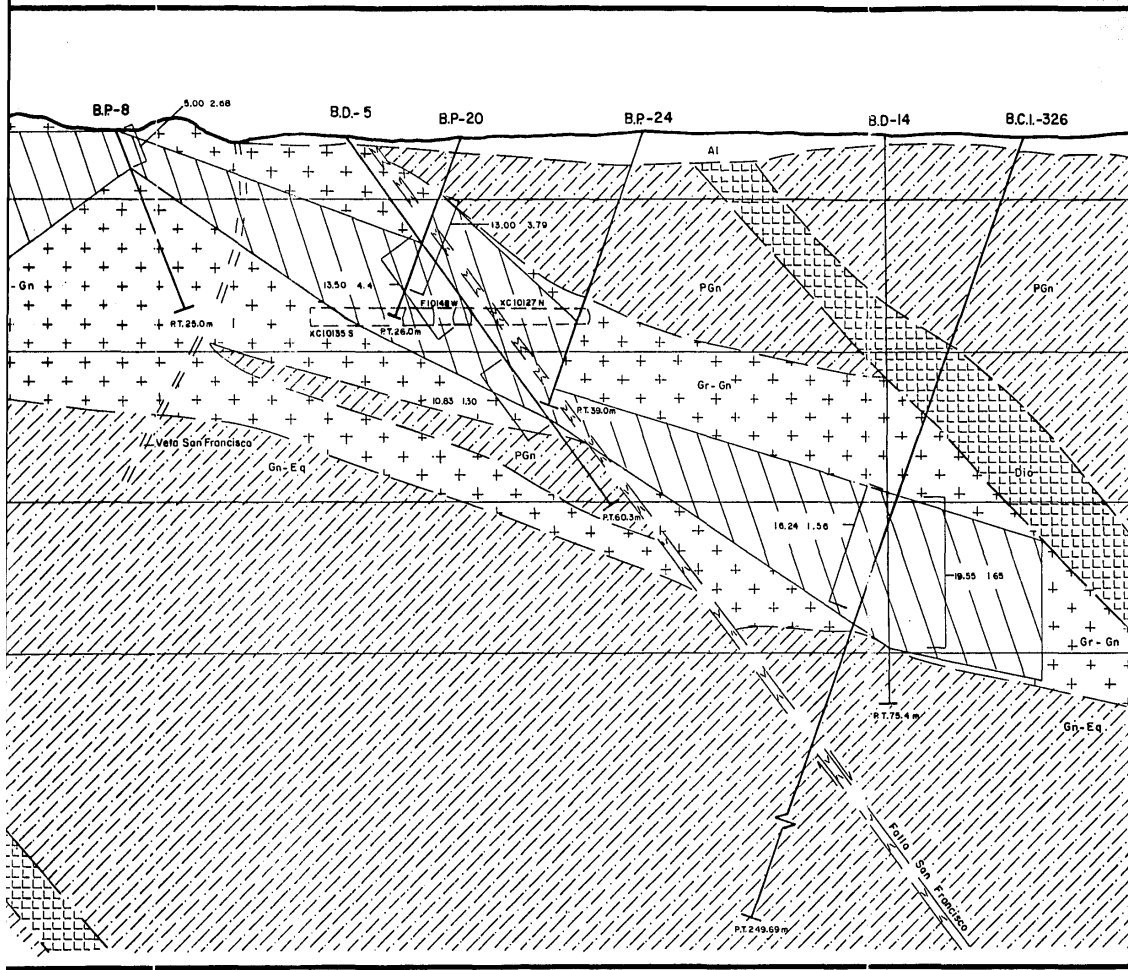 B.P.-8
B.D.-5
B.P.-20
B.P.-24
B.D-14
B.C.I.-326
5.00 2.68
Al
13.00 3.79
PGn
PGn
-Gn
13.50 4.4
F10148W
XC10127 N
P.T.25.0m
XC10135 S
P.T.26.0m
Gr-Gn
10.83 1.30
P.T.39.0m
Veta San Francisco
PGn
Gn-Eq
Dio
P.T.60.3m
16.24 1.56
19.55 1.65
Gr-Gn
P.T.75.4m
Gn-Eq.
Falla San Francisco
P.T.249.69m